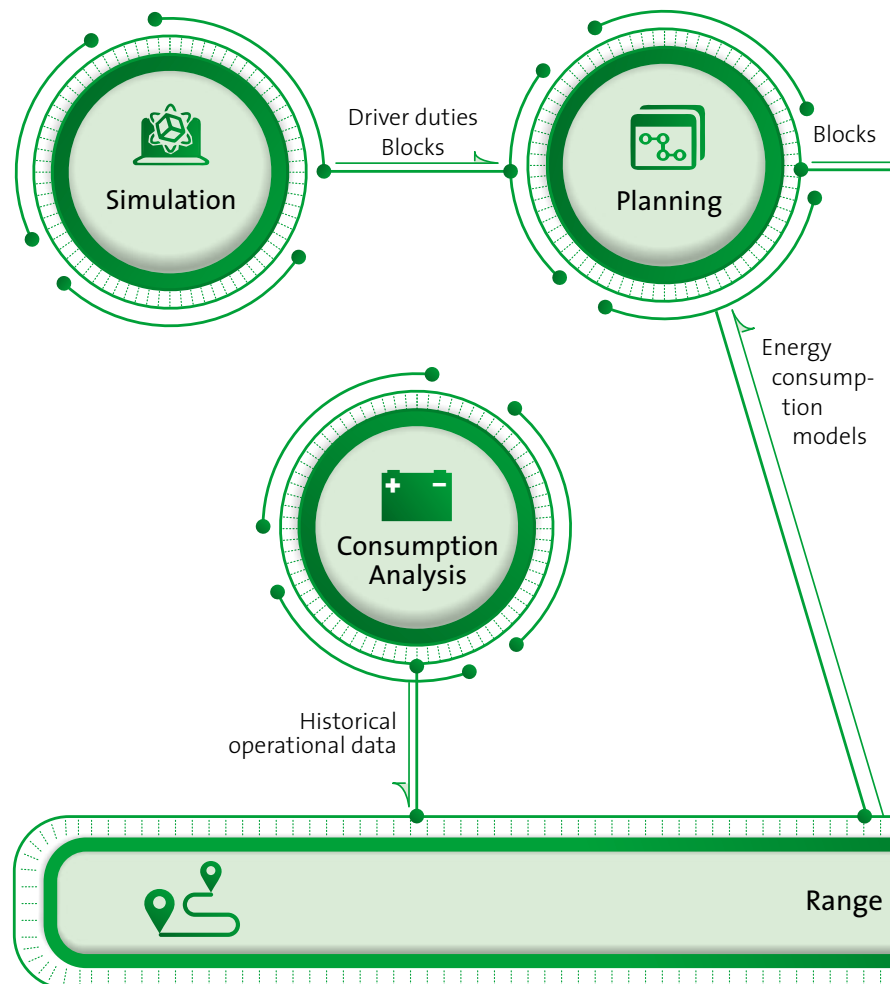 Driver duties
Blocks
Simulation
Planning
Blocks
Energy
consump-
tion
models
Consumption
Analysis
Historical
operational data
Range